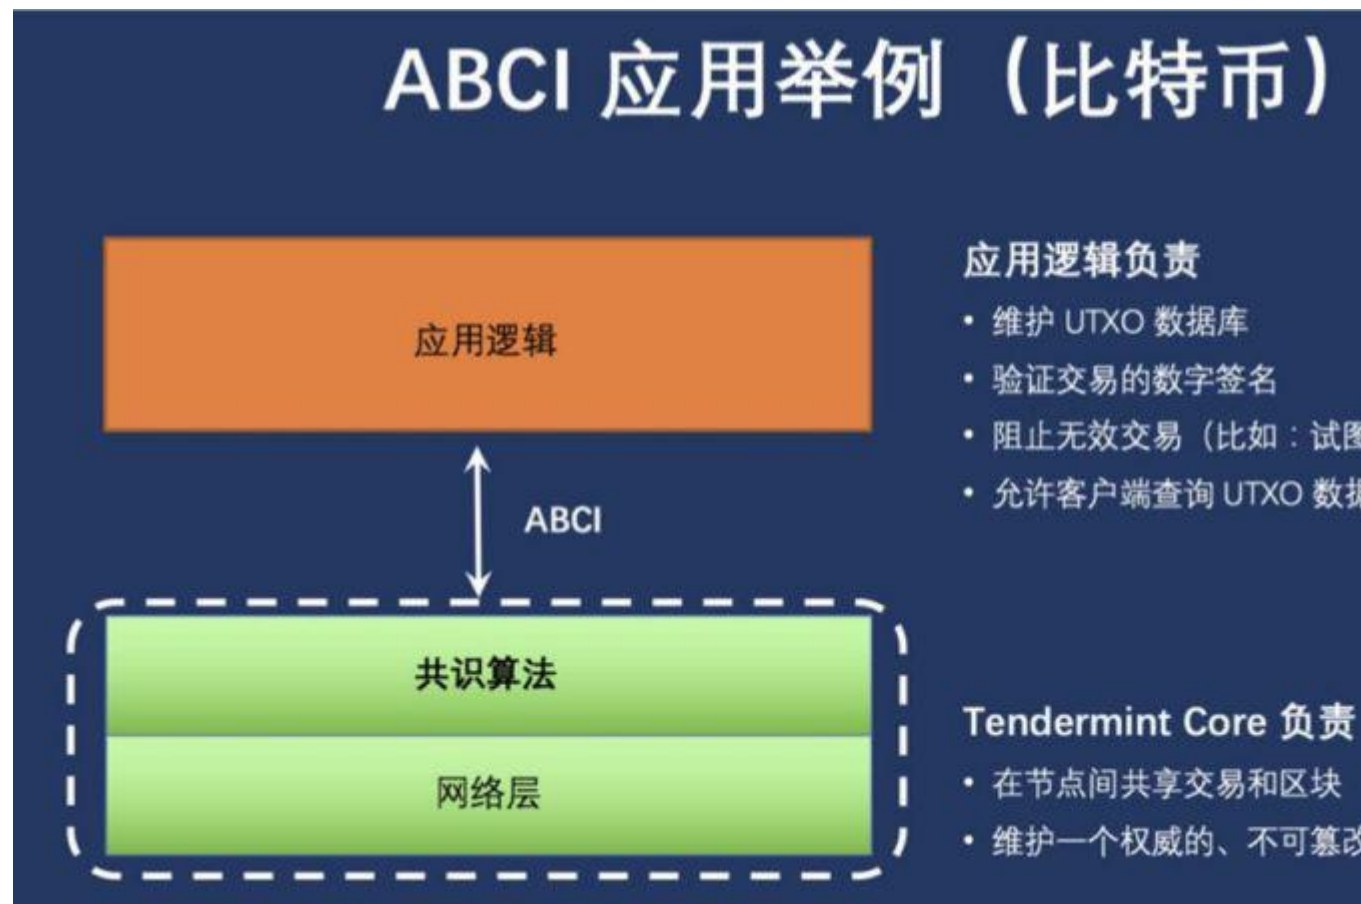 ABCI 应用举例（比特币）
应用逻辑
ABCI
共识算法
网络层
应用逻辑负责
• 维护 UTXO 数据库
• 验证交易的数字签名
• 阻止无效交易（比如：试图
• 允许客户端查询 UTXO 数据
Tendermint Core 负责
• 在节点间共享交易和区块
• 维护一个权威的、不可篡改